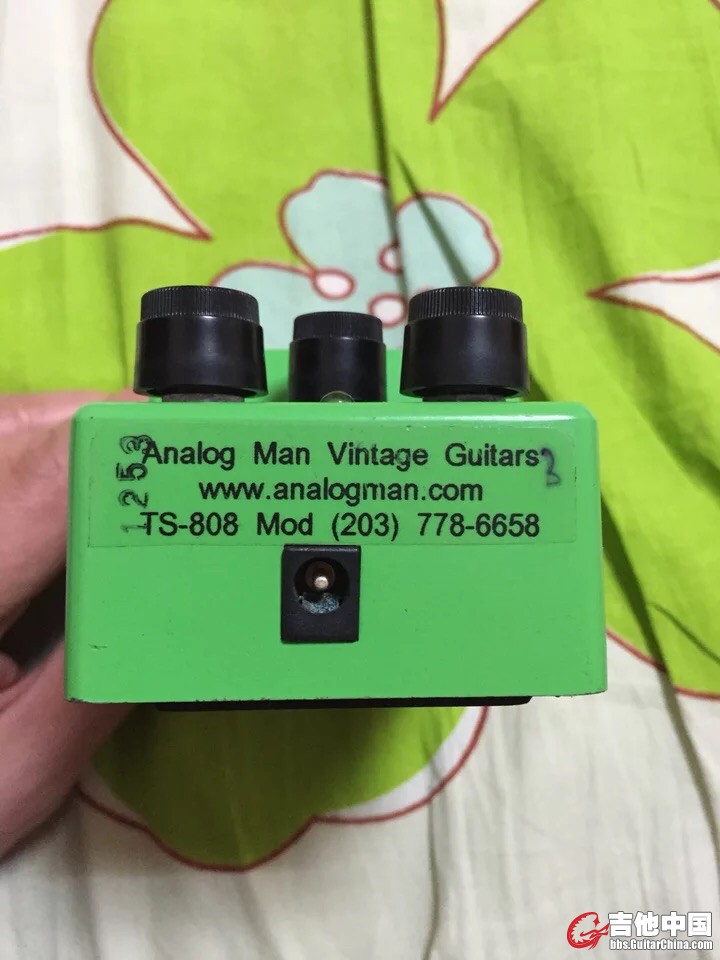 Analog Man Vintage Guitars
www.analogman.com
TS-808 Mod (203) 778-6658
1253
吉他中国
bbs.GuitarChina.com